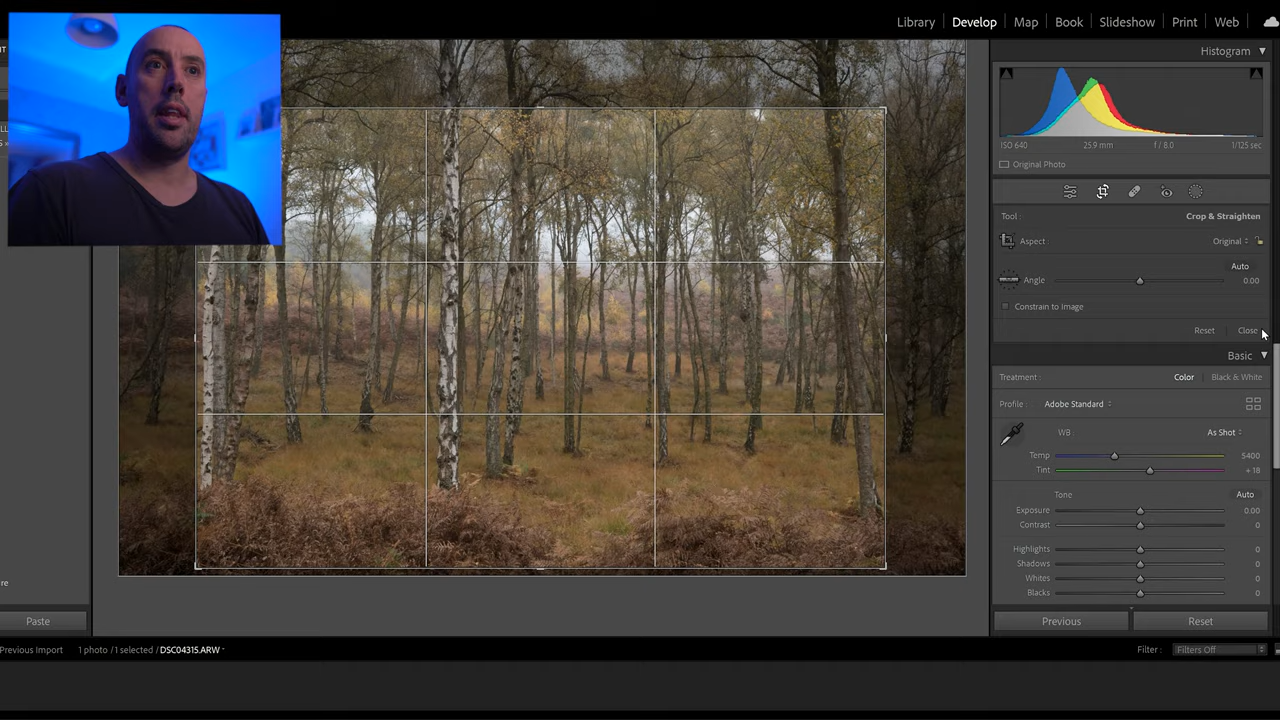 Library Develop Map Book Slideshow Print Web
Histogram
ISO 640 25.9 mm f / 8.0 1/125 sec
Original Photo
Tool : Crop & Straighten
Aspect : Original
Auto
Angle 0.00
Constrain to Image
Reset Close
Basic
Treatment : Color Black & White
Profile : Adobe Standard
WB : As Shot
Temp 5400
Tint + 18
Tone Auto
Exposure 0.00
Contrast 0
Highlights 0
Shadows 0
Whites 0
Blacks 0
re
Paste
Previous Reset
Previous Import 1 photo / 1 selected / DSC04315.ARW
Filter : Filters Off